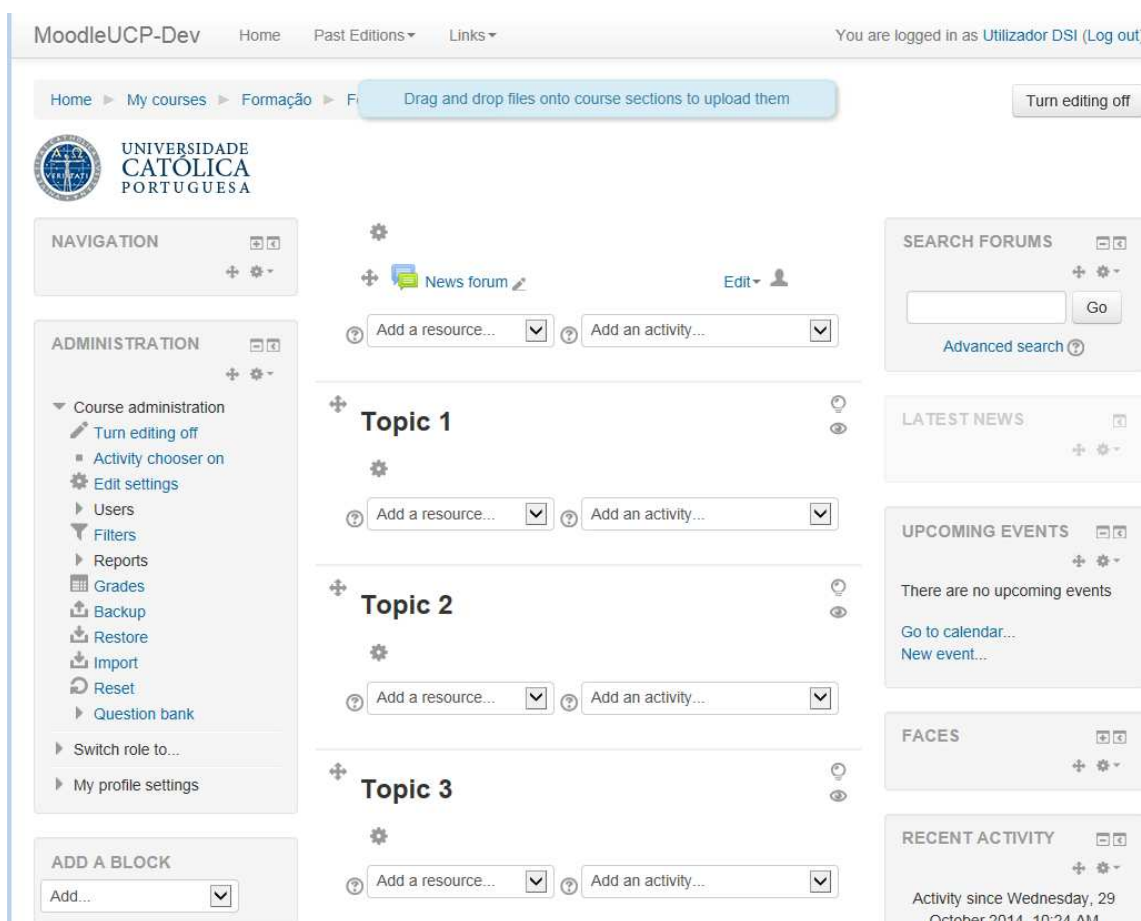 MoodleUCP-Dev Home Past Editions Links You are logged in as Utilizador DSI (Log out)
Home My courses Formação
Drag and drop files onto course sections to upload them
Turn editing off
UNIVERSIDADE
CATÓLICA
PORTUGUESA
NAVIGATION
ADMINISTRATION
Course administration
Turn editing off
Activity chooser on
Edit settings
Users
Filters
Reports
Grades
Backup
Restore
Import
Reset
Question bank
Switch role to...
My profile settings
ADD A BLOCK
Add...
News forum Edit
Add a resource... Add an activity...
Topic 1
Add a resource... Add an activity...
Topic 2
Add a resource... Add an activity...
Topic 3
Add a resource... Add an activity...
SEARCH FORUMS
Go
Advanced search
LATEST NEWS
UPCOMING EVENTS
There are no upcoming events
Go to calendar...
New event...
FACES
RECENT ACTIVITY
Activity since Wednesday, 29
October 2014, 10:24 AM